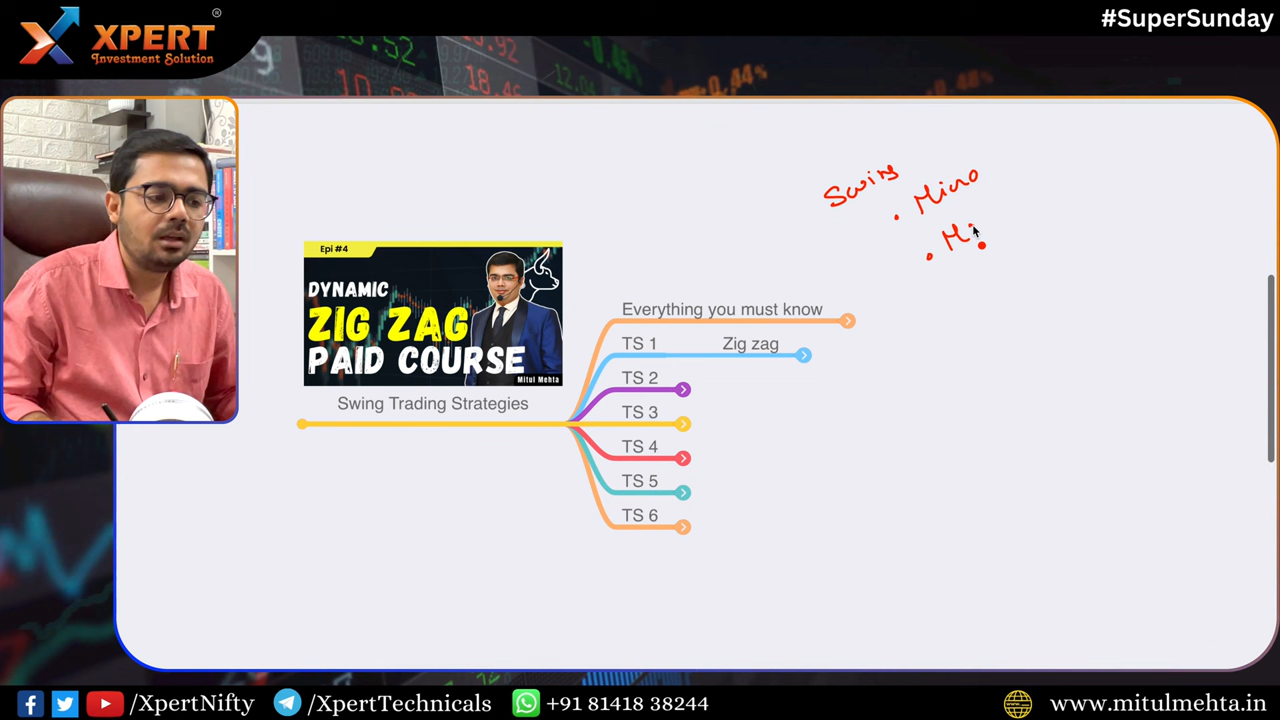 XPERT
Investment Solution
#SuperSunday
Swing
Mino
Mi
Epi #4
DYNAMIC
ZIG ZAG
PAID COURSE
Mitul Mehta
Swing Trading Strategies
Everything you must know
TS 1 Zig zag
TS 2
TS 3
TS 4
TS 5
TS 6
/XpertNifty /XpertTechnicals +91 81418 38244 www.mitulmehta.in